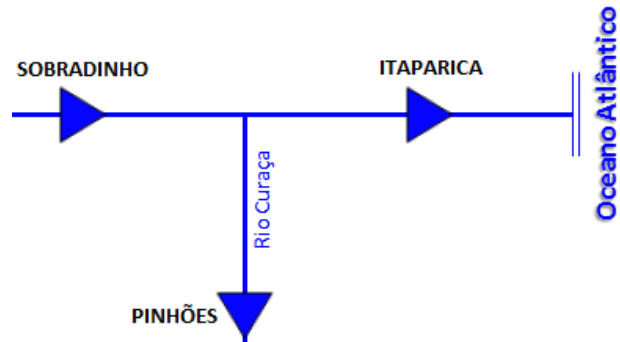 SOBRADINHO
ITAPARICA
Oceano Atlântico
Rio Curaça
PINHÕES